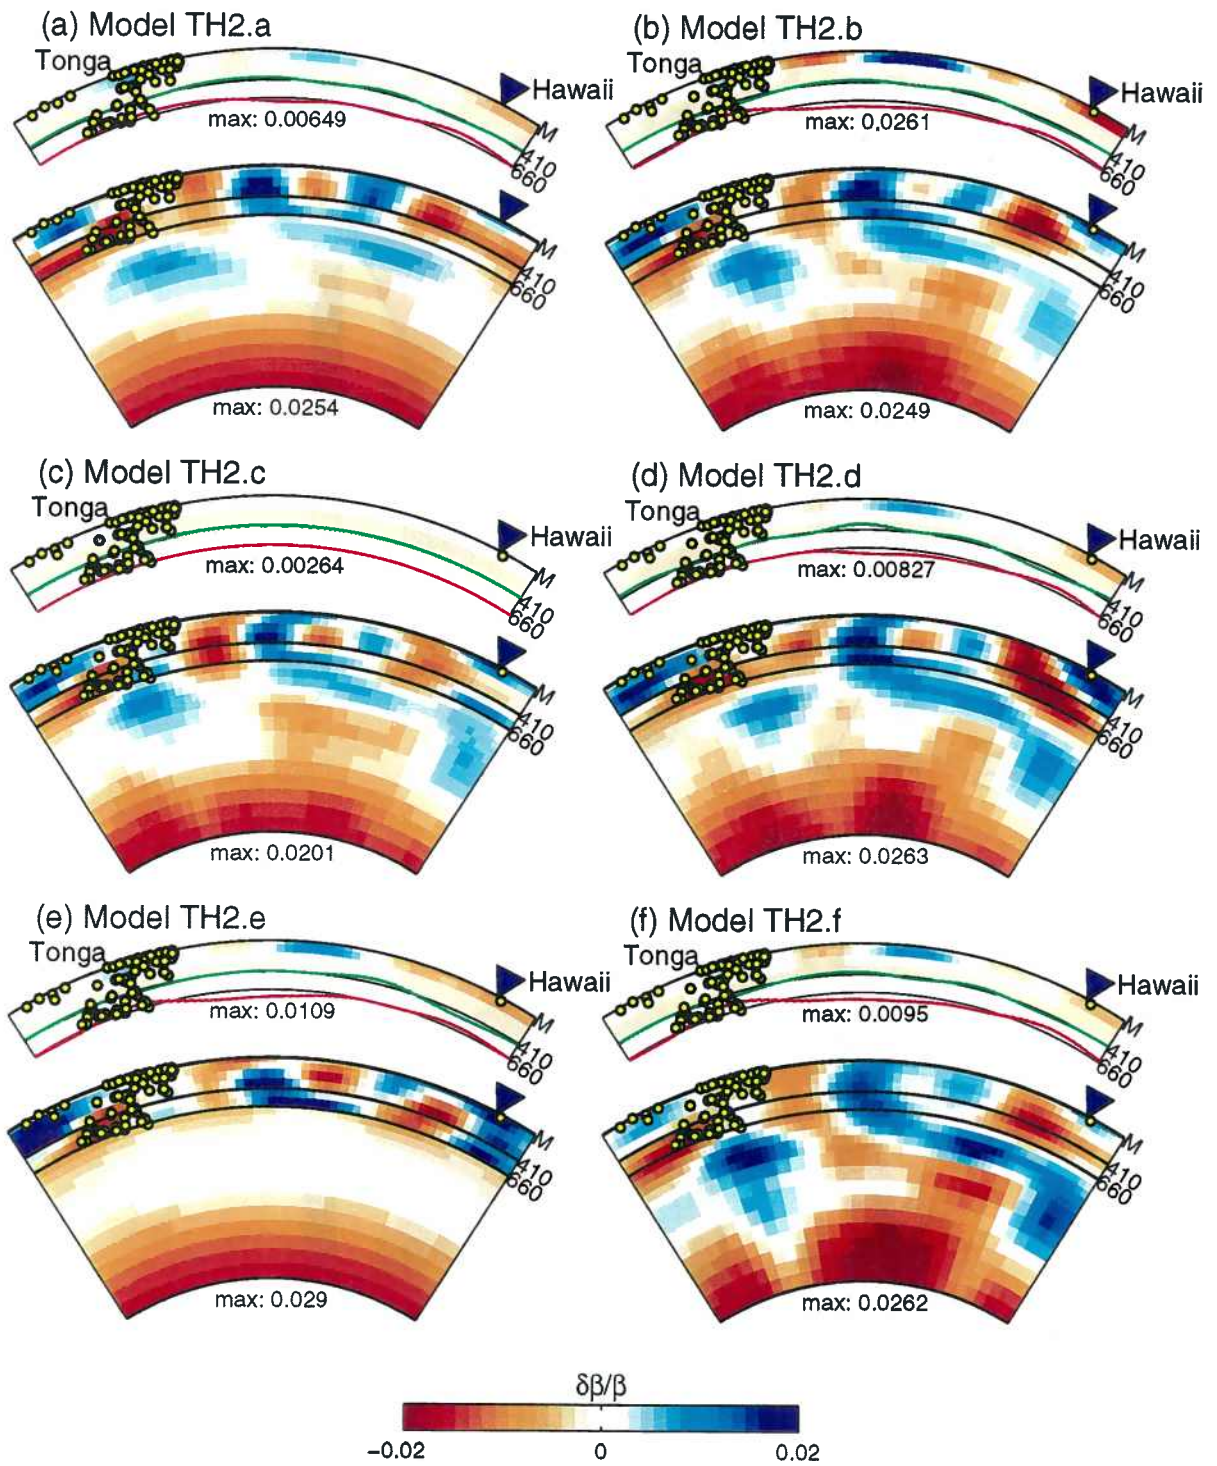 (a) Model TH2.a
Tonga
Hawaii
max: 0.00649
M
410
660
M
410
660
max: 0.0254
(b) Model TH2.b
Tonga
Hawaii
max: 0.0261
M
410
660
M
410
660
max: 0.0249
(c) Model TH2.c
Tonga
Hawaii
max: 0.00264
M
410
660
M
410
660
max: 0.0201
(d) Model TH2.d
Tonga
Hawaii
max: 0.00827
M
410
660
M
410
660
max: 0.0263
(e) Model TH2.e
Tonga
Hawaii
max: 0.0109
M
410
660
M
410
660
max: 0.029
(f) Model TH2.f
Tonga
Hawaii
max: 0.0095
M
410
660
M
410
660
max: 0.0262
δβ/β
−0.02 0 0.02